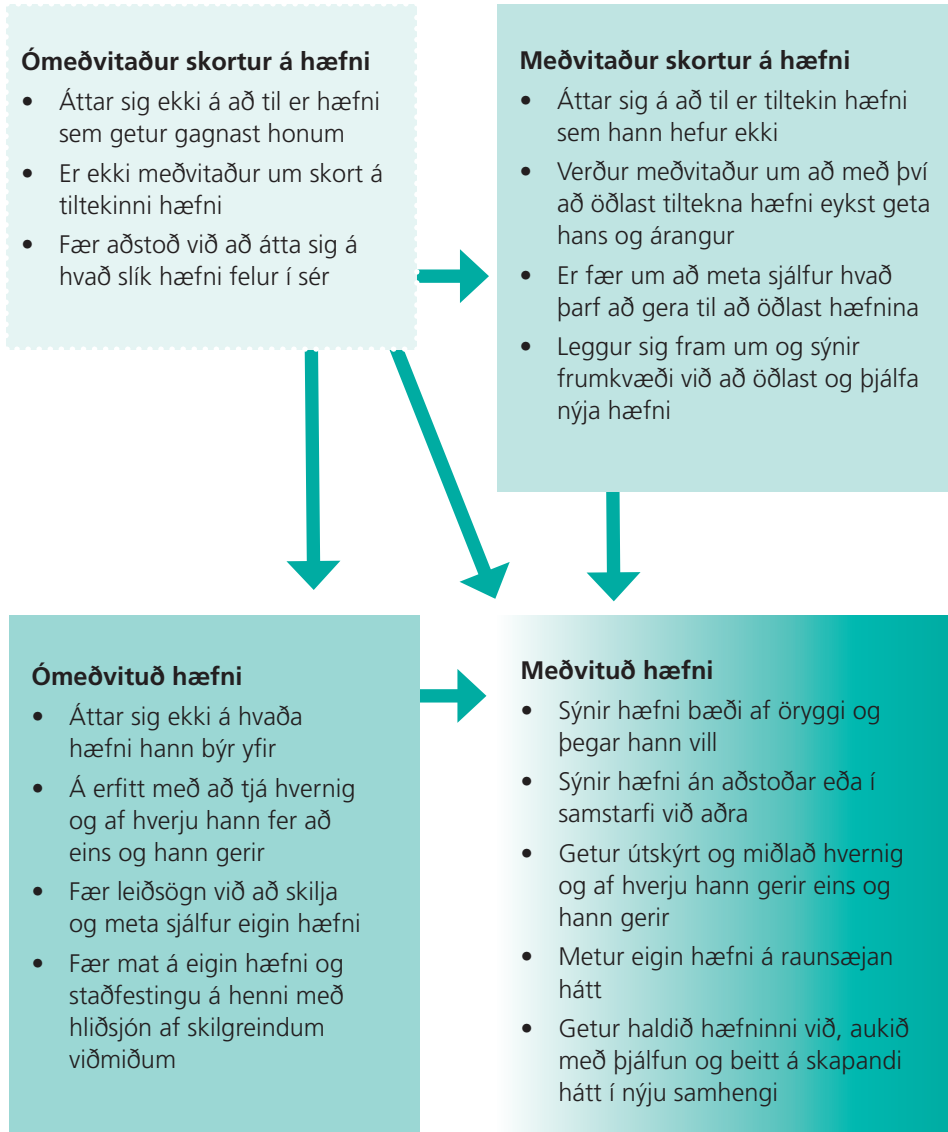 Ómeðvitaður skortur á hæfni
• Áttar sig ekki á að til er hæfni
sem getur gagnast honum
• Er ekki meðvitaður um skort á
tiltekinni hæfni
• Fær aðstoð við að átta sig á
hvað slík hæfni felur í sér
Meðvitaður skortur á hæfni
• Áttar sig á að til er tiltekin hæfni
sem hann hefur ekki
• Verður meðvitaður um að með því
að öðlast tiltekna hæfni eykst geta
hans og árangur
• Er fær um að meta sjálfur hvað
þarf að gera til að öðlast hæfnina
• Leggur sig fram um og sýnir
frumkvæði við að öðlast og þjálfa
nýja hæfni
Ómeðvituð hæfni
• Áttar sig ekki á hvaða
hæfni hann býr yfir
• Á erfitt með að tjá hvernig
og af hverju hann fer að
eins og hann gerir
• Fær leiðsögn við að skilja
og meta sjálfur eigin hæfni
• Fær mat á eigin hæfni og
staðfestingu á henni með
hliðsjón af skilgreindum
viðmiðum
Meðvituð hæfni
• Sýnir hæfni bæði af öryggi og
þegar hann vill
• Sýnir hæfni án aðstoðar eða í
samstarfi við aðra
• Getur útskýrt og miðlað hvernig
og af hverju hann gerir eins og
hann gerir
• Metur eigin hæfni á raunsæjan
hátt
• Getur haldið hæfninni við, aukið
með þjálfun og beitt á skapandi
hátt í nýju samhengi